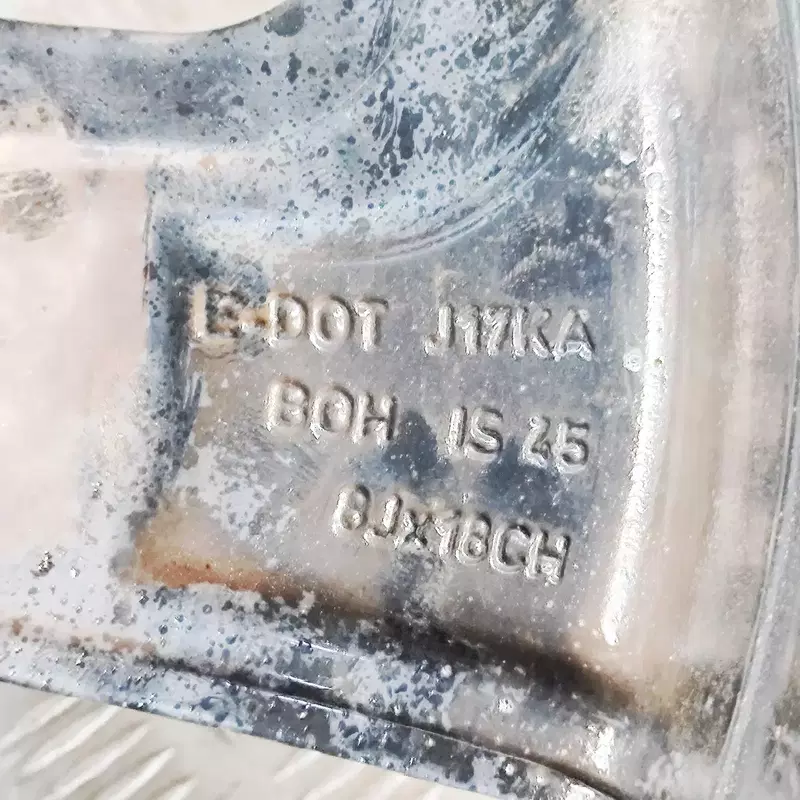 DOT J17KA
BOH IS 45
8Jx18CH